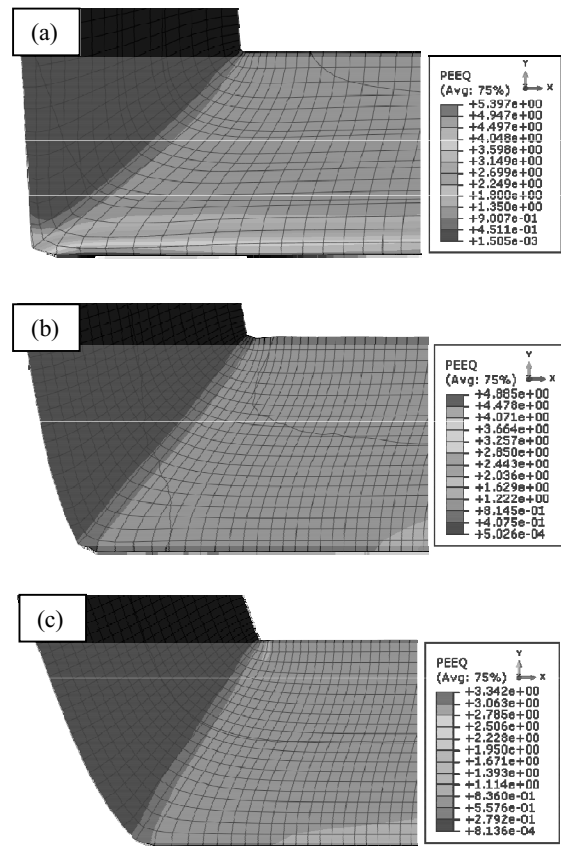 (a)
PEEQ
(Avg: 75%)
Y
X
+5.397e+00
+4.947e+00
+4.497e+00
+4.048e+00
+3.598e+00
+3.149e+00
+2.699e+00
+2.249e+00
+1.800e+00
+1.350e+00
+9.007e-01
+4.511e-01
+1.505e-03
(b)
PEEQ
(Avg: 75%)
Y
X
+4.885e+00
+4.478e+00
+4.071e+00
+3.664e+00
+3.257e+00
+2.850e+00
+2.443e+00
+2.036e+00
+1.629e+00
+1.222e+00
+8.145e-01
+4.075e-01
+5.026e-04
(c)
PEEQ
(Avg: 75%)
Y
X
+3.342e+00
+3.063e+00
+2.785e+00
+2.506e+00
+2.228e+00
+1.950e+00
+1.671e+00
+1.393e+00
+1.114e+00
+8.360e-01
+5.576e-01
+2.792e-01
+8.136e-04